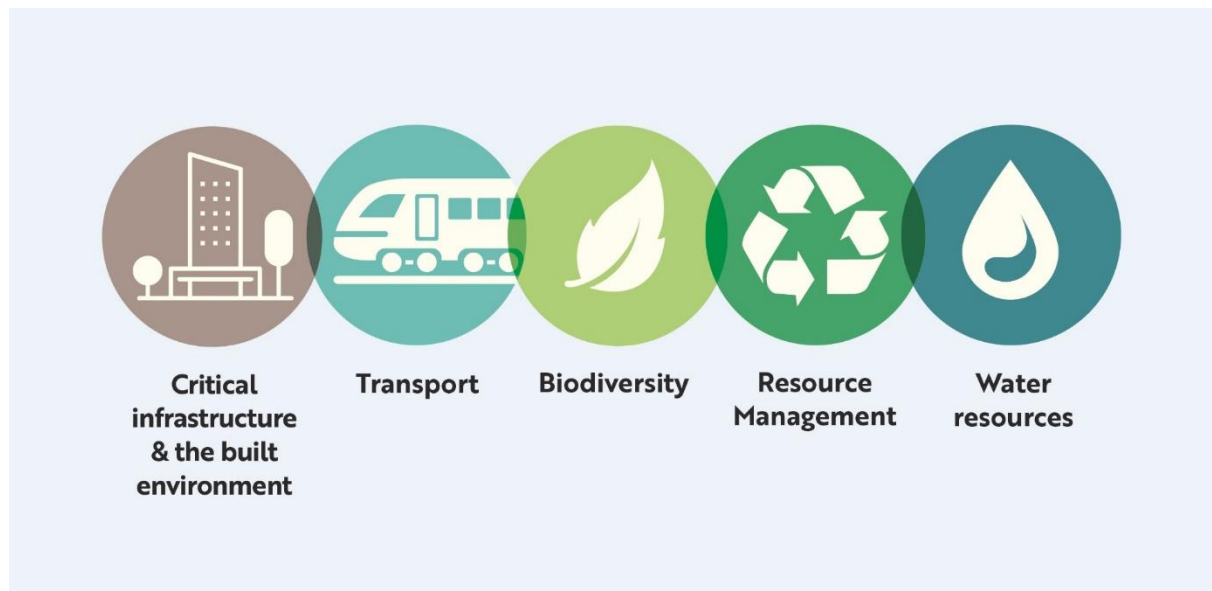 Critical
infrastructure
& the built
environment
Transport
Biodiversity
Resource
Management
Water
resources